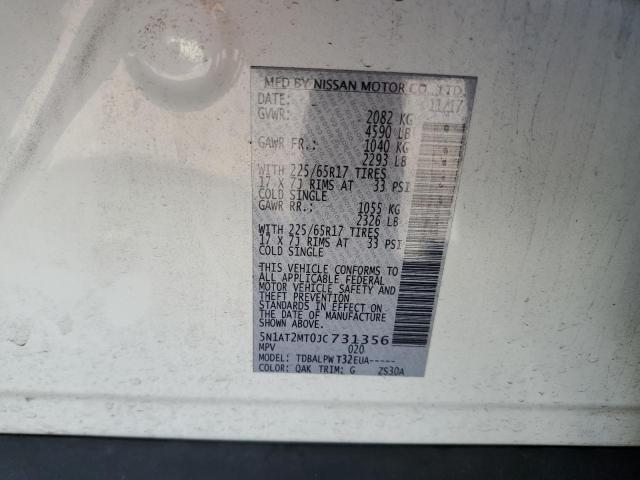 MFD BY NISSAN MOTOR CO.,LTD.
DATE: 11/17
GVWR: 2082 KG
4590 LB
GAWR FR.: 1040 KG
2293 LB
WITH 225/65R17 TIRES
17 X 7J RIMS AT 33 PSI
COLD SINGLE
GAWR RR.: 1055 KG
2326 LB
WITH 225/65R17 TIRES
17 X 7J RIMS AT 33 PSI
COLD SINGLE
THIS VEHICLE CONFORMS TO
ALL APPLICABLE FEDERAL
MOTOR VEHICLE SAFETY AND
THEFT PREVENTION
STANDARDS IN EFFECT ON
THE DATE OF MANUFACTURE
SHOWN ABOVE.
5N1AT2MT0JC731356
MPV 020
MODEL: TDBALPWT32EUA-----
COLOR: QAK TRIM: G ZS30A